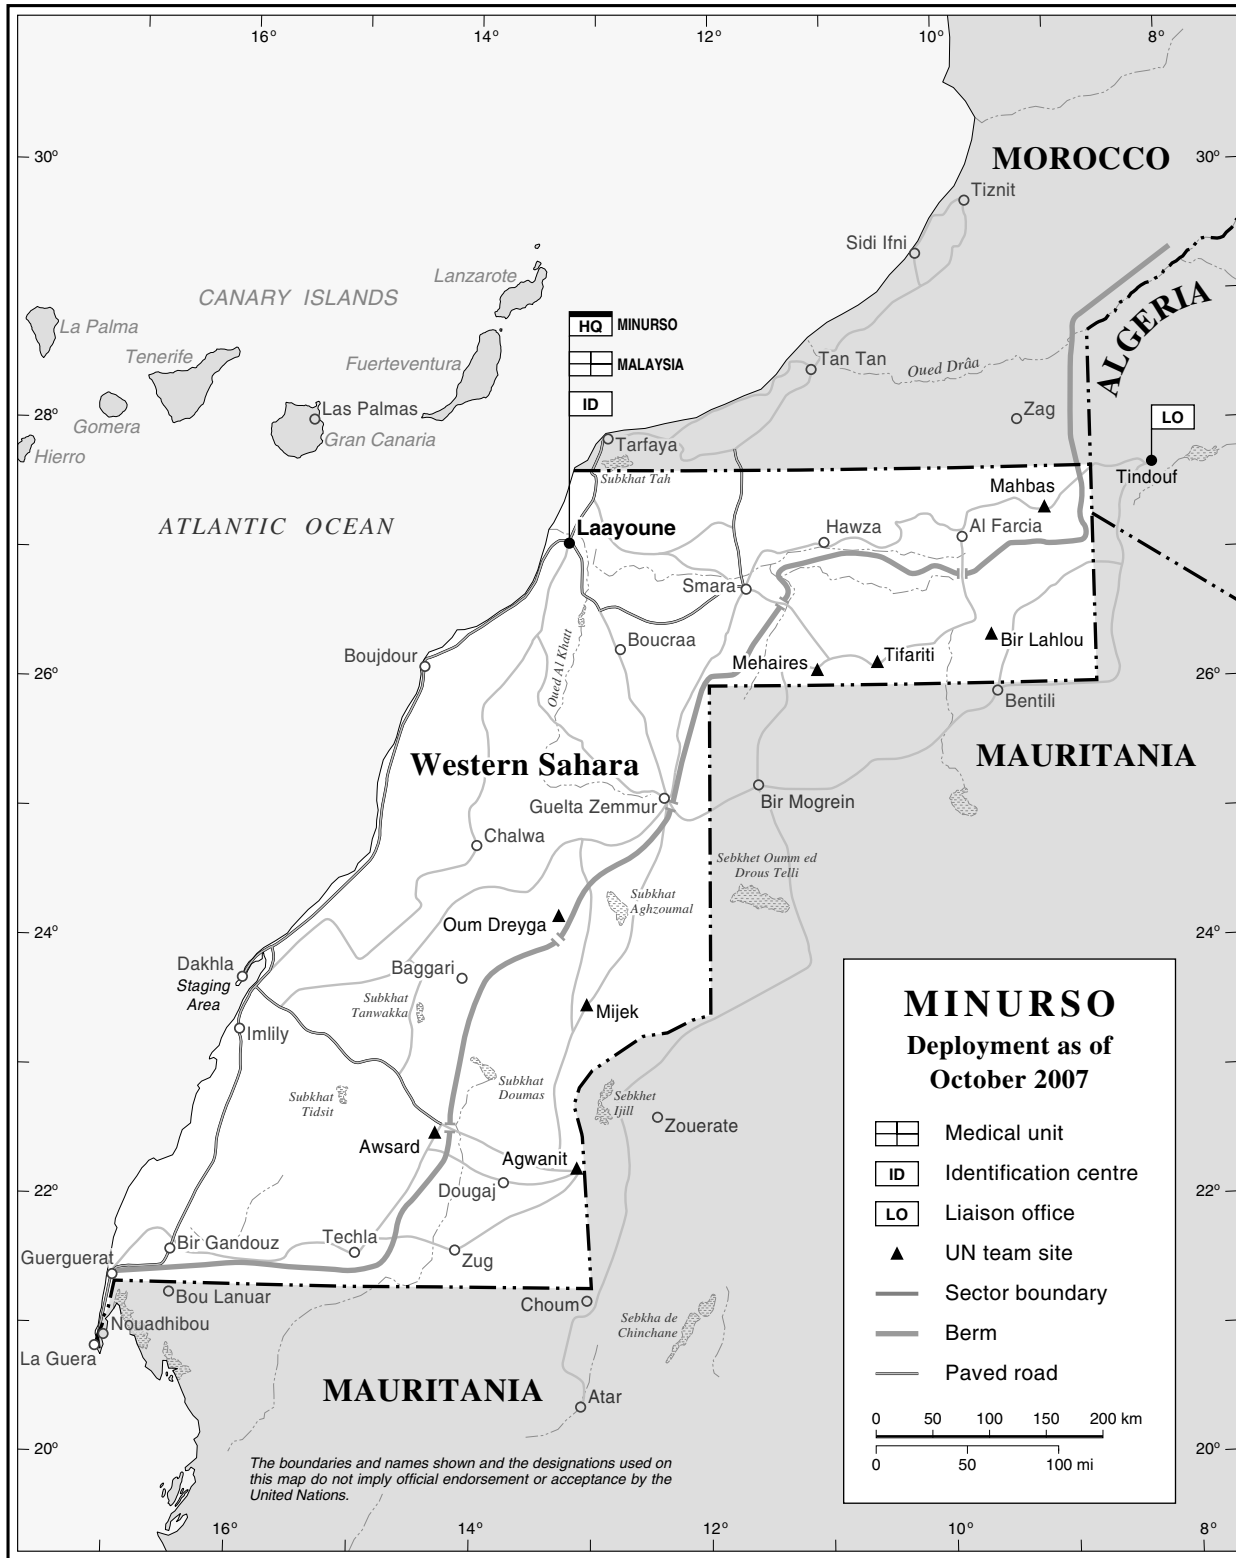 16°
14°
12°
10°
8°
30°
MOROCCO
30°
Tiznit
Sidi Ifni
Lanzarote
CANARY ISLANDS
La Palma
Tenerife
Fuerteventura
HQ MINURSO
MALAYSIA
ID
ALGERIA
Tan Tan
Oued Drâa
Gomera
Las Palmas
Gran Canaria
Hierro
28°
Zag
LO
28°
Tarfaya
Subkhat Tah
Tindouf
Mahbas
ATLANTIC OCEAN
Laayoune
Hawza
Al Farcia
Smara
Oued Al Khatt
Boucraa
Bir Lahlou
Tifariti
Mehaires
Boujdour
26°
26°
Bentili
Western Sahara
MAURITANIA
Guelta Zemmur
Bir Mogrein
Chalwa
Sebkhet Oumm ed
Drous Telli
Subkhat
Aghzoumal
Oum Dreyga
24°
24°
Dakhla
Staging
Area
Baggari
Subkhat
Tanwakka
Mijek
Imlily
Subkhat
Doumas
Subkhat
Tidsit
Sebkhet
Ijill
Zouerate
Awsard
Agwanit
Dougaj
22°
22°
Techla
Bir Gandouz
Zug
Guerguerat
Bou Lanuar
Choum
Nouadhibou
La Guera
Sebkha de
Chinchane
MAURITANIA
Atar
20°
20°
The boundaries and names shown and the designations used on
this map do not imply official endorsement or acceptance by the
United Nations.
MINURSO
Deployment as of
October 2007
Medical unit
ID Identification centre
LO Liaison office
UN team site
Sector boundary
Berm
Paved road
0 50 100 150 200 km
0 50 100 mi
16°
14°
12°
10°
8°